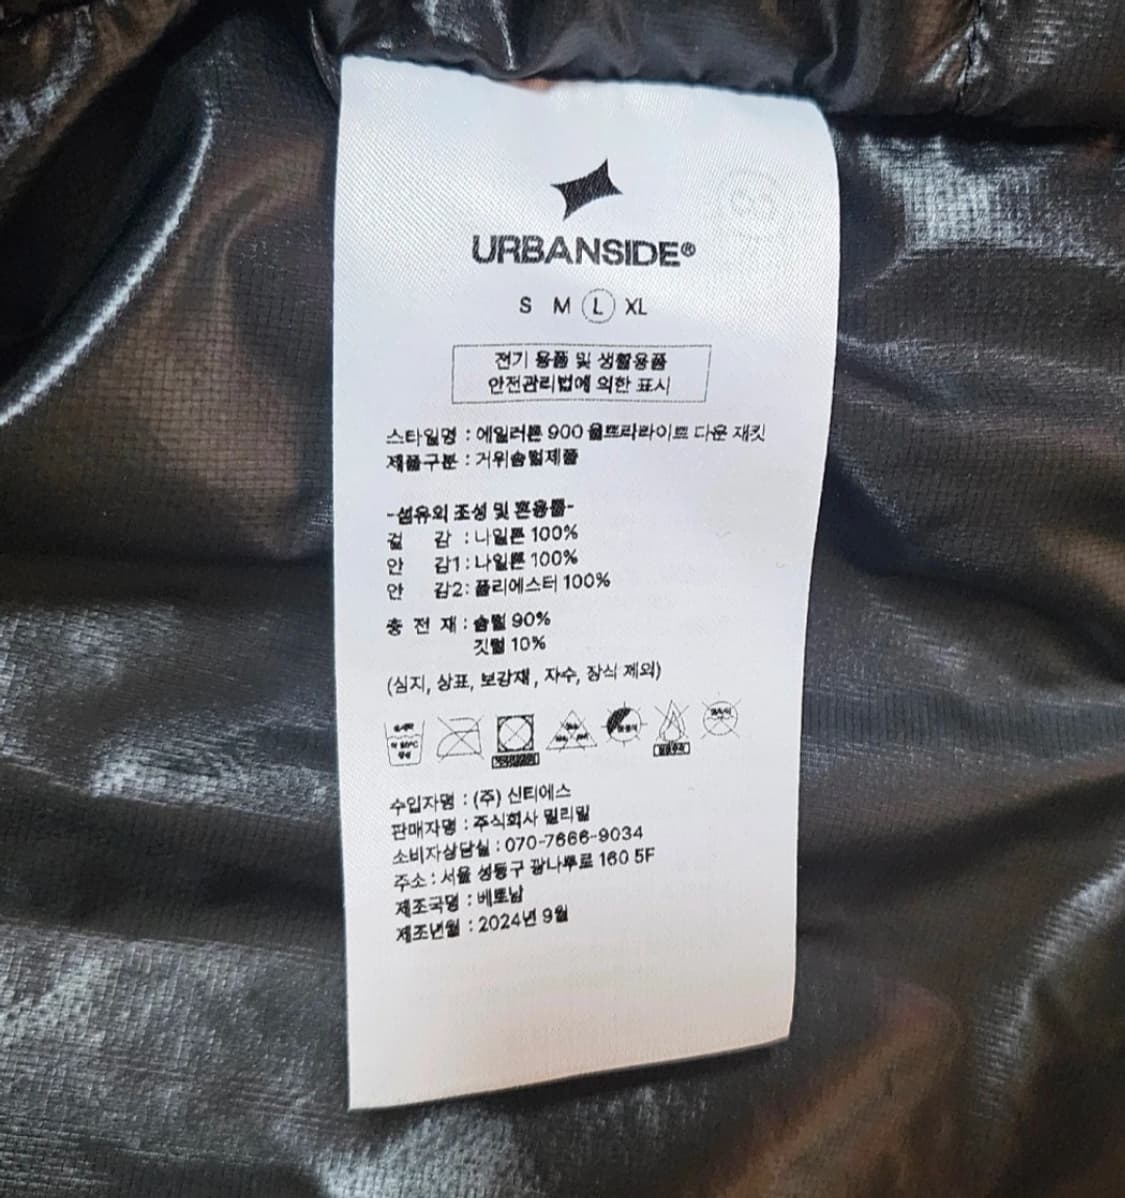 URBANSIDE®
S M L XL
전기 용품 및 생활용품
안전관리법에 의한 표시
스타일명 : 에일러론 900 울트라라이트 다운 재킷
제품구분 : 거위솜털제품
-섬유의 조성 및 혼용률-
겉 감 : 나일론 100%
안 감1 : 나일론 100%
안 감2 : 폴리에스터 100%
충 전 재 : 솜털 90%
깃털 10%
(심지, 상표, 보강재, 자수, 장식 제외)
수입자명 : (주) 신티에스
판매자명 : 주식회사 밀리밀
소비자상담실 : 070-7666-9034
주소 : 서울 성동구 광나루로 160 5F
제조국명 : 베트남
제조년월 : 2024년 9월